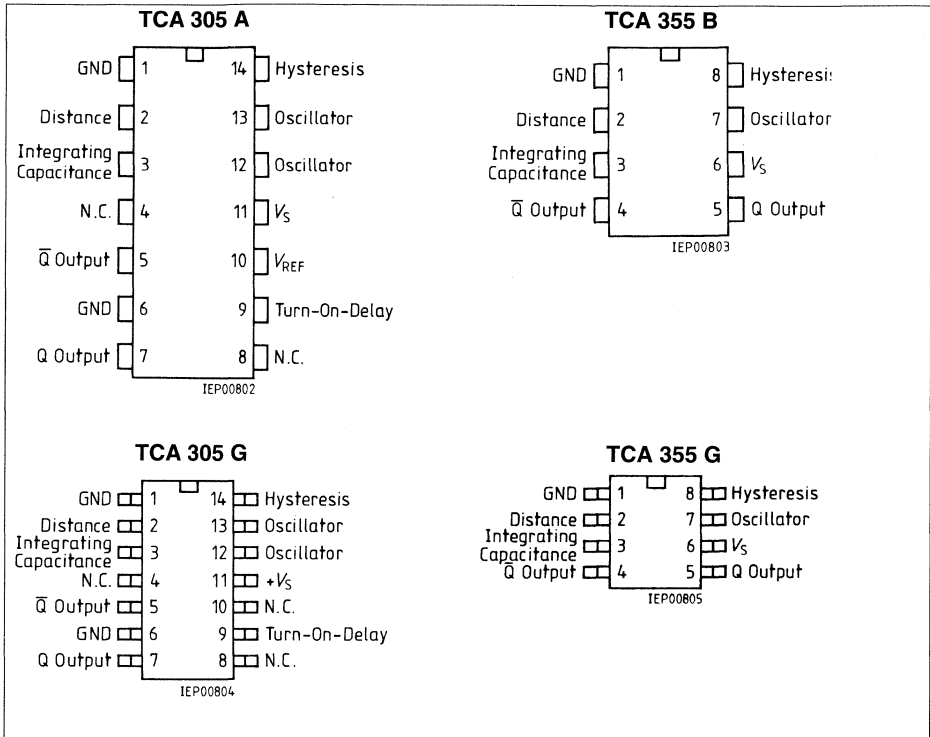 TCA 305 A
GND 1 14 Hysteresis
Distance 2 13 Oscillator
Integrating
Capacitance 3 12 Oscillator
N.C. 4 11 VS
Q̅ Output 5 10 VREF
GND 6 9 Turn-On-Delay
Q Output 7 8 N.C.
IEP00802
TCA 355 B
GND 1 8 Hysteresis
Distance 2 7 Oscillator
Integrating
Capacitance 3 6 VS
Q̅ Output 4 5 Q Output
IEP00803
TCA 305 G
GND 1 14 Hysteresis
Distance 2 13 Oscillator
Integrating
Capacitance 3 12 Oscillator
N.C. 4 11 +VS
Q̅ Output 5 10 N.C.
GND 6 9 Turn-On-Delay
Q Output 7 8 N.C.
IEP00804
TCA 355 G
GND 1 8 Hysteresis
Distance 2 7 Oscillator
Integrating
Capacitance 3 6 VS
Q̅ Output 4 5 Q Output
IEP00805